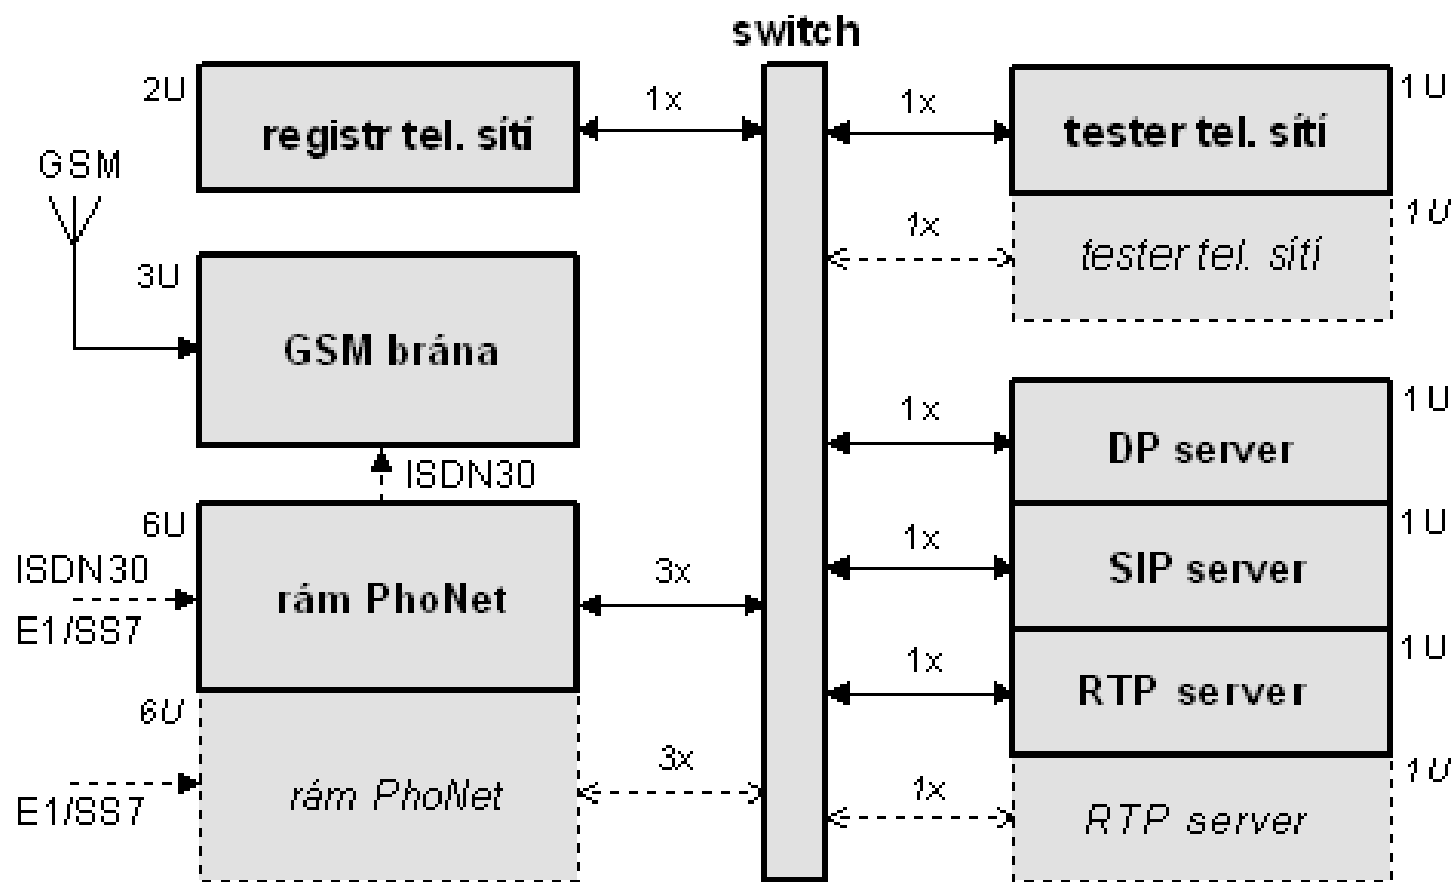 switch
2U
registr tel. sítí
1x
1x
tester tel. sítí
1U
GSM
1x
tester tel. sítí
1U
3U
GSM brána
1x
DP server
1U
ISDN30
6U
ISDN30
E1/SS7
rám PhoNet
3x
1x
SIP server
1U
1x
RTP server
1U
6U
E1/SS7
rám PhoNet
3x
1x
RTP server
1U